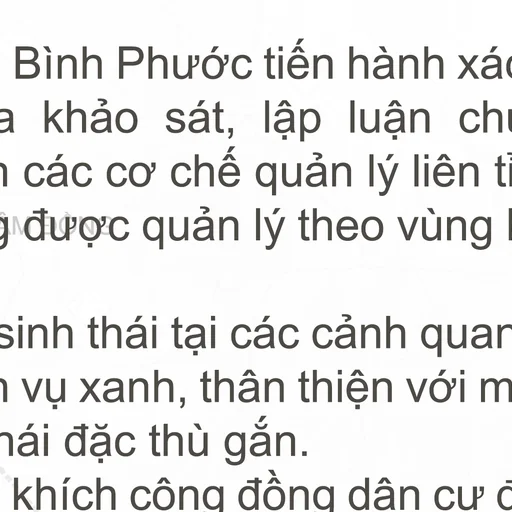 Bình Phước tiến hành xác
a khảo sát, lập luận ch
n các cơ chế quản lý liên t
g được quản lý theo vùng
sinh thái tại các cảnh quan
n vụ xanh, thân thiện với m
hái đặc thù gắn.
khích cộng đồng dân cư đ